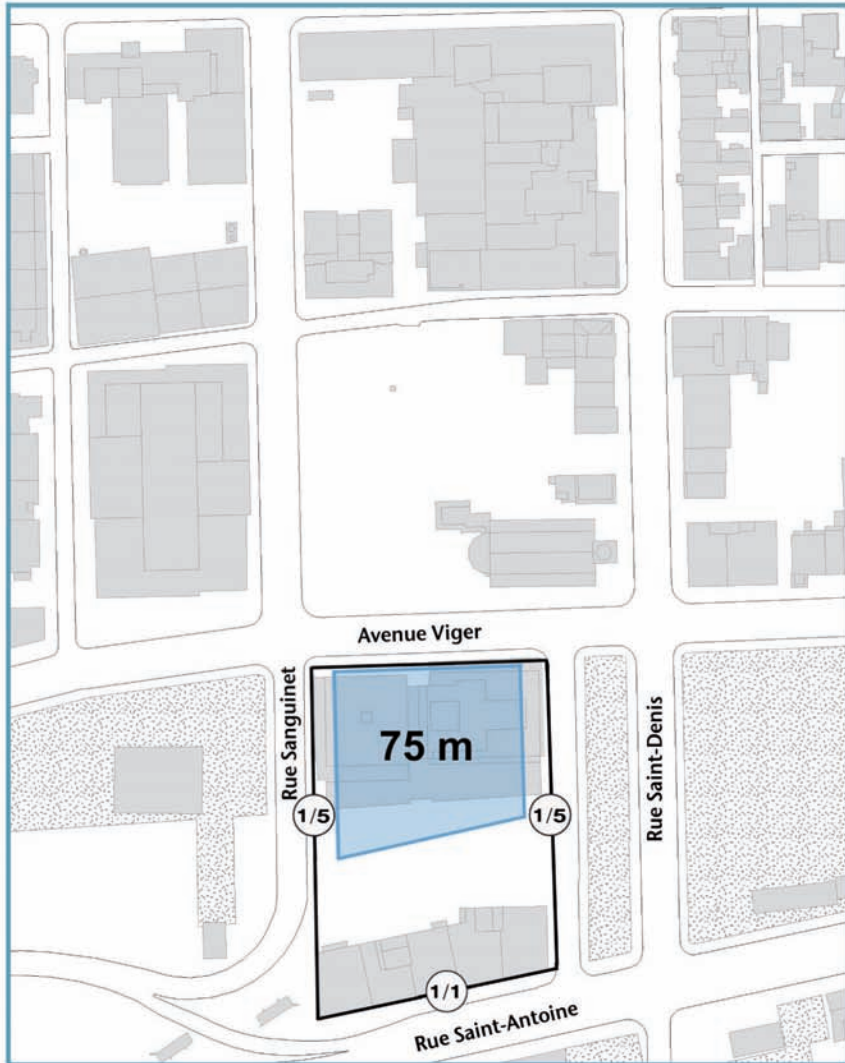 Avenue Viger
Rue Sanguinet
75 m
Rue Saint-Denis
1/5
1/5
1/1
Rue Saint-Antoine